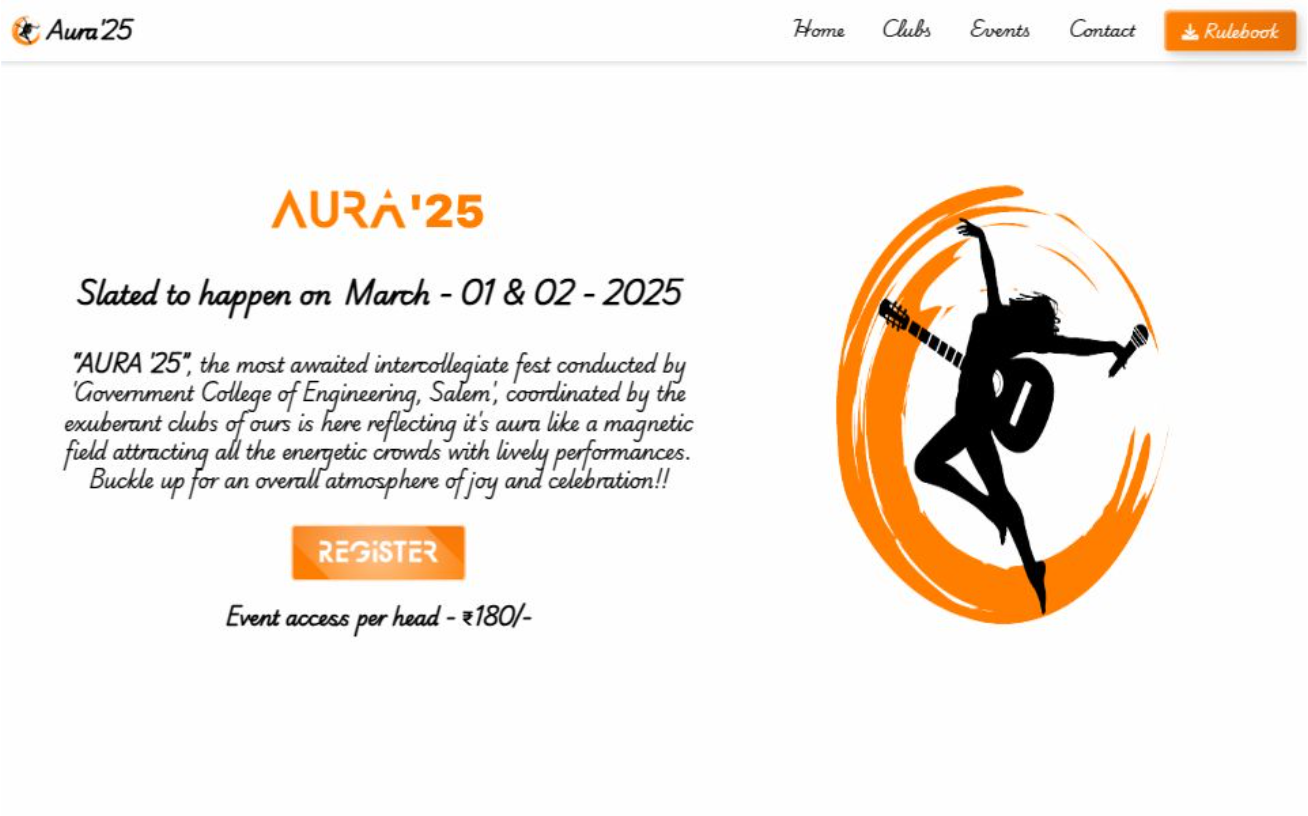 Aura'25
Home Clubs Events Contact Rulebook
AURA'25
Slated to happen on March - 01 & 02 - 2025
"AURA '25", the most awaited intercollegiate fest conducted by
'Government College of Engineering, Salem', coordinated by the
exuberant clubs of ours is here reflecting it's aura like a magnetic
field attracting all the energetic crowds with lively performances.
Buckle up for an overall atmosphere of joy and celebration!!
REGiSTER
Event access per head - ₹180/-